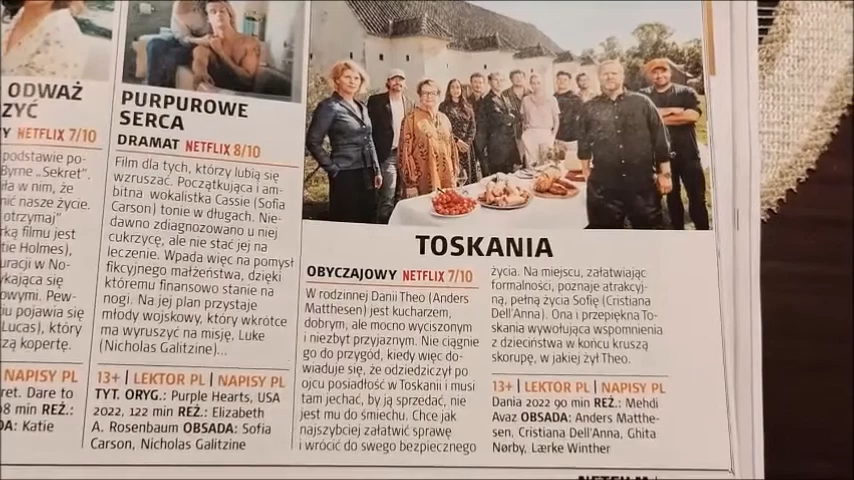 ODWAŻ
ZYĆ
Y NETFLIX 7/10
podstawie po-
Byrne „Sekret”.
iła w nim, że
nić nasze życie.
otrzymaj”
rką filmu jest
tie Holmes),
uracji w No-
ykająca się
owymi. Pew-
u pojawia się
Lucas), który
ą kopertę.
NAPISY PL
ret. Dare to
98 min REŻ.:
DA: Katie
PURPUROWE
SERCA
DRAMAT NETFLIX 8/10
Film dla tych, którzy lubią się
wzruszać. Początkująca i am-
bitna wokalistka Cassie (Sofia
Carson) tonie w długach. Nie-
dawno zdiagnozowano u niej
cukrzycę, ale nie stać jej na
leczenie. Wpada więc na pomysł
fikcyjnego małżeństwa, dzięki
któremu finansowo stanie na
nogi. Na jej plan przystaje
młody wojskowy, który wkrótce
ma wyruszyć na misję, Luke
(Nicholas Galitzine)...
13+ | LEKTOR PL | NAPISY PL
TYT. ORYG.: Purple Hearts, USA
2022, 122 min REŻ.: Elizabeth
A. Rosenbaum OBSADA: Sofia
Carson, Nicholas Galitzine
TOSKANIA
OBYCZAJOWY NETFLIX 7/10
W rodzinnej Danii Theo (Anders
Matthesen) jest kucharzem,
dobrym, ale mocno wyciszonym
i niezbyt przyjaznym. Nie ciągnie
go do przygód, kiedy więc do-
wiaduje się, że odziedziczył po
ojcu posiadłość w Toskanii i musi
tam jechać, by ją sprzedać, nie
jest mu do śmiechu. Chce jak
najszybciej załatwić sprawę
i wrócić do swego bezpiecznego
życia. Na miejscu, załatwiając
formalności, poznaje atrakcyj-
ną, pełną życia Sofię (Cristiana
Dell’Anna). Ona i przepiękna To-
skania wywołująca wspomnienia
z dzieciństwa w końcu kruszą
skorupę, w jakiej żył Theo.
13+ | LEKTOR PL | NAPISY PL
Dania 2022 90 min REŻ.: Mehdi
Avaz OBSADA: Anders Matthe-
sen, Cristiana Dell’Anna, Ghita
Nørby, Lærke Winther